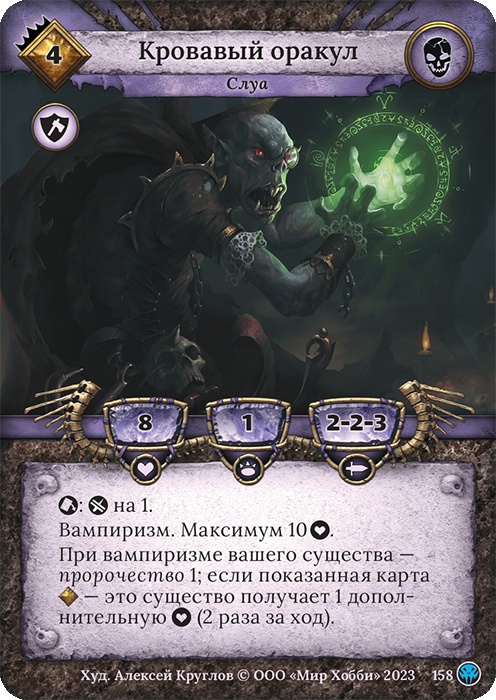 4
Кровавый оракул
Слуа
8
1
2-2-3
: на 1.
Вампиризм. Максимум 10 .
При вампиризме вашего существа —
пророчество 1; если показанная карта
— это существо получает 1 допол-
нительную (2 раза за ход).
Худ. Алексей Круглов © ООО «Мир Хобби» 2023
158